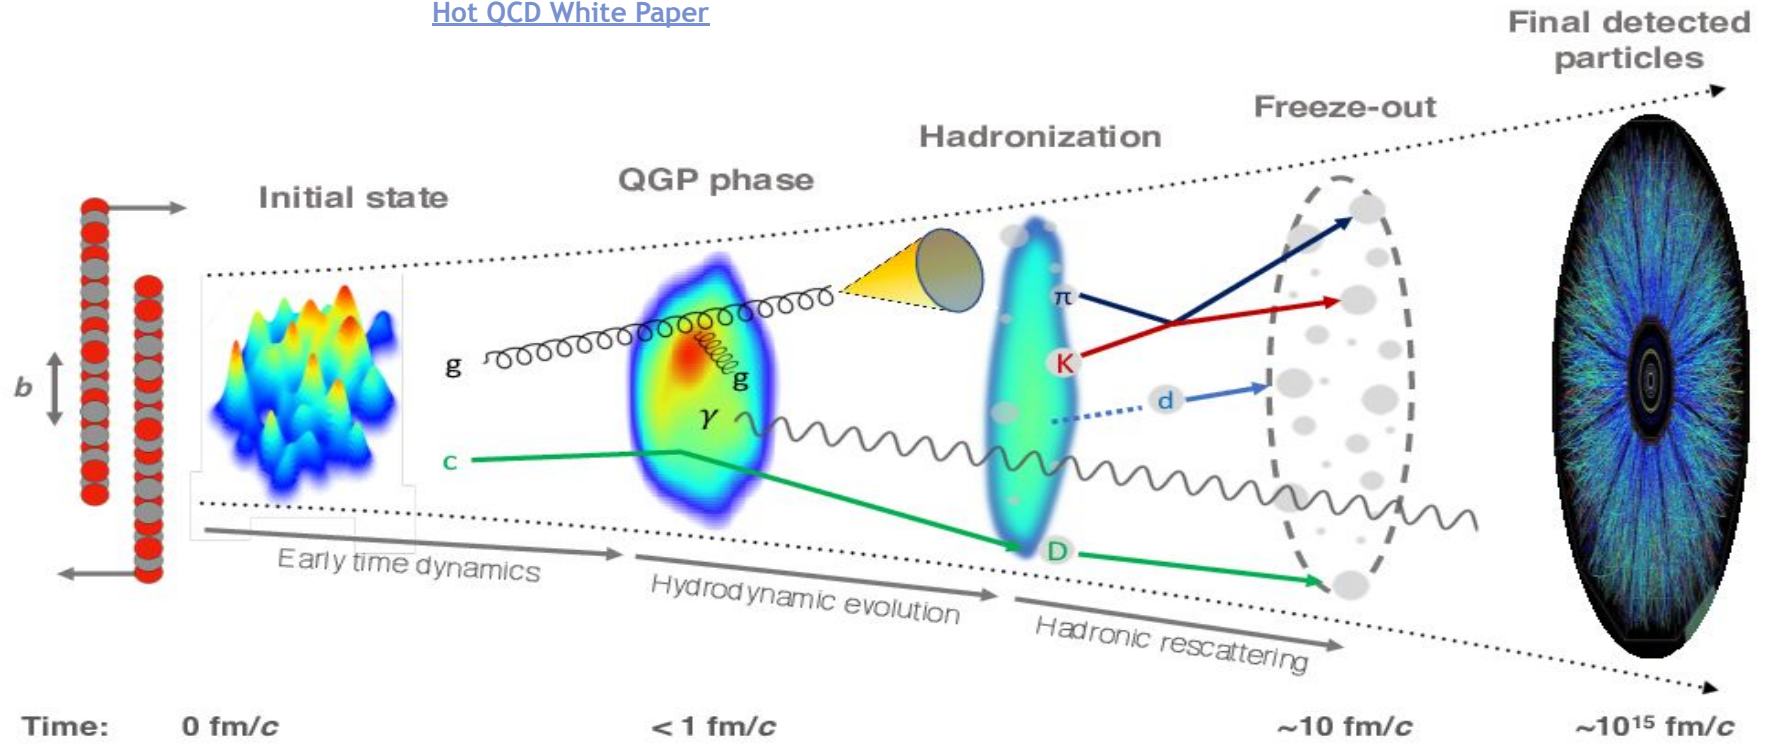 Hot QCD White Paper
Final detected
particles
Freeze-out
Hadronization
QGP phase
Initial state
b
g
g
γ
c
π
K
d
D
Early time dynamics
Hydrodynamic evolution
Hadronic rescattering
Time: 0 fm/c < 1 fm/c ~10 fm/c ~10¹⁵ fm/c